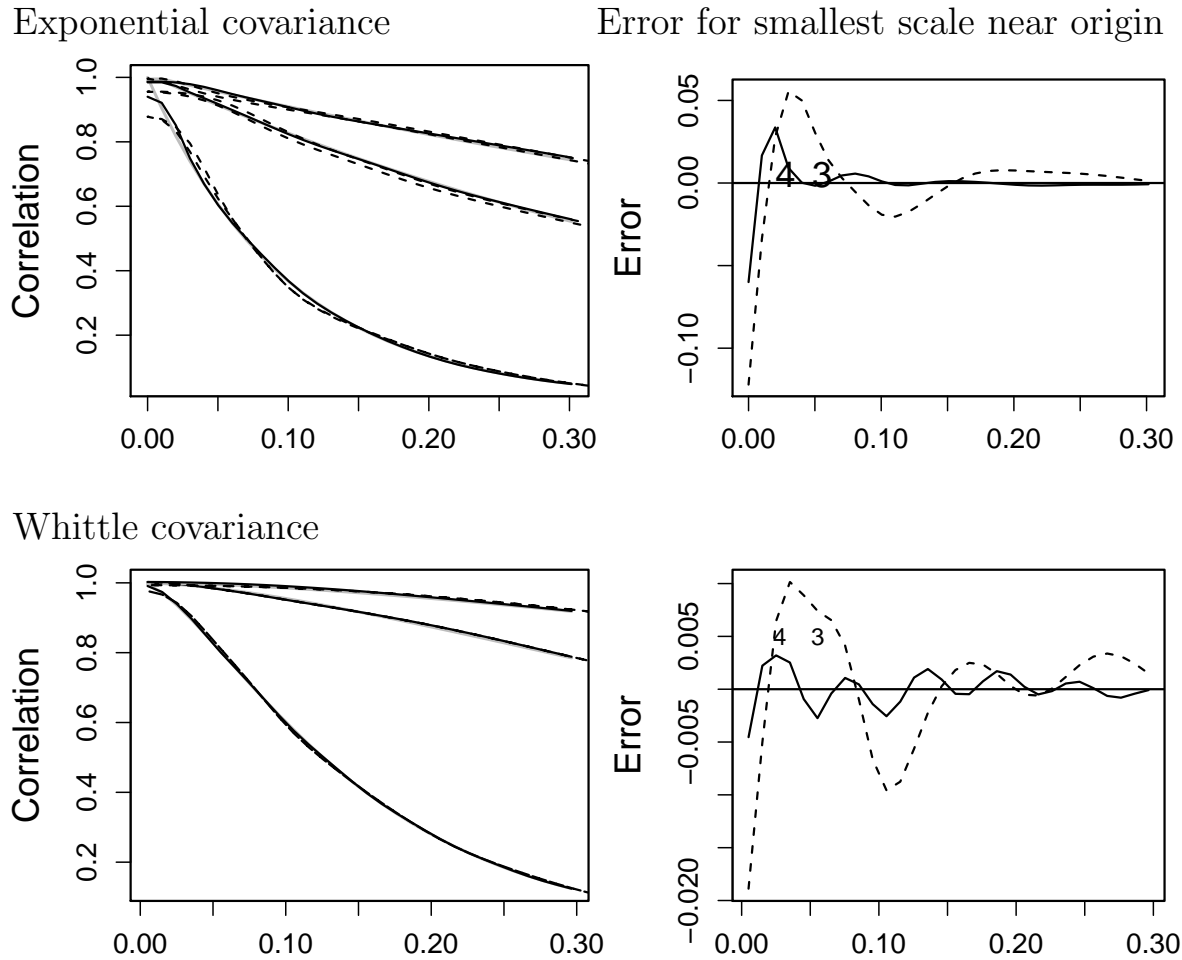 Exponential covariance
Error for smallest scale near origin
Correlation
1.0
0.8
0.6
0.4
0.2
0.00 0.10 0.20 0.30
Error
0.05
0.00
−0.10
4 3
0.00 0.10 0.20 0.30
Whittle covariance
Correlation
1.0
0.8
0.6
0.4
0.2
0.00 0.10 0.20 0.30
Error
0.005
−0.005
−0.020
4 3
0.00 0.10 0.20 0.30